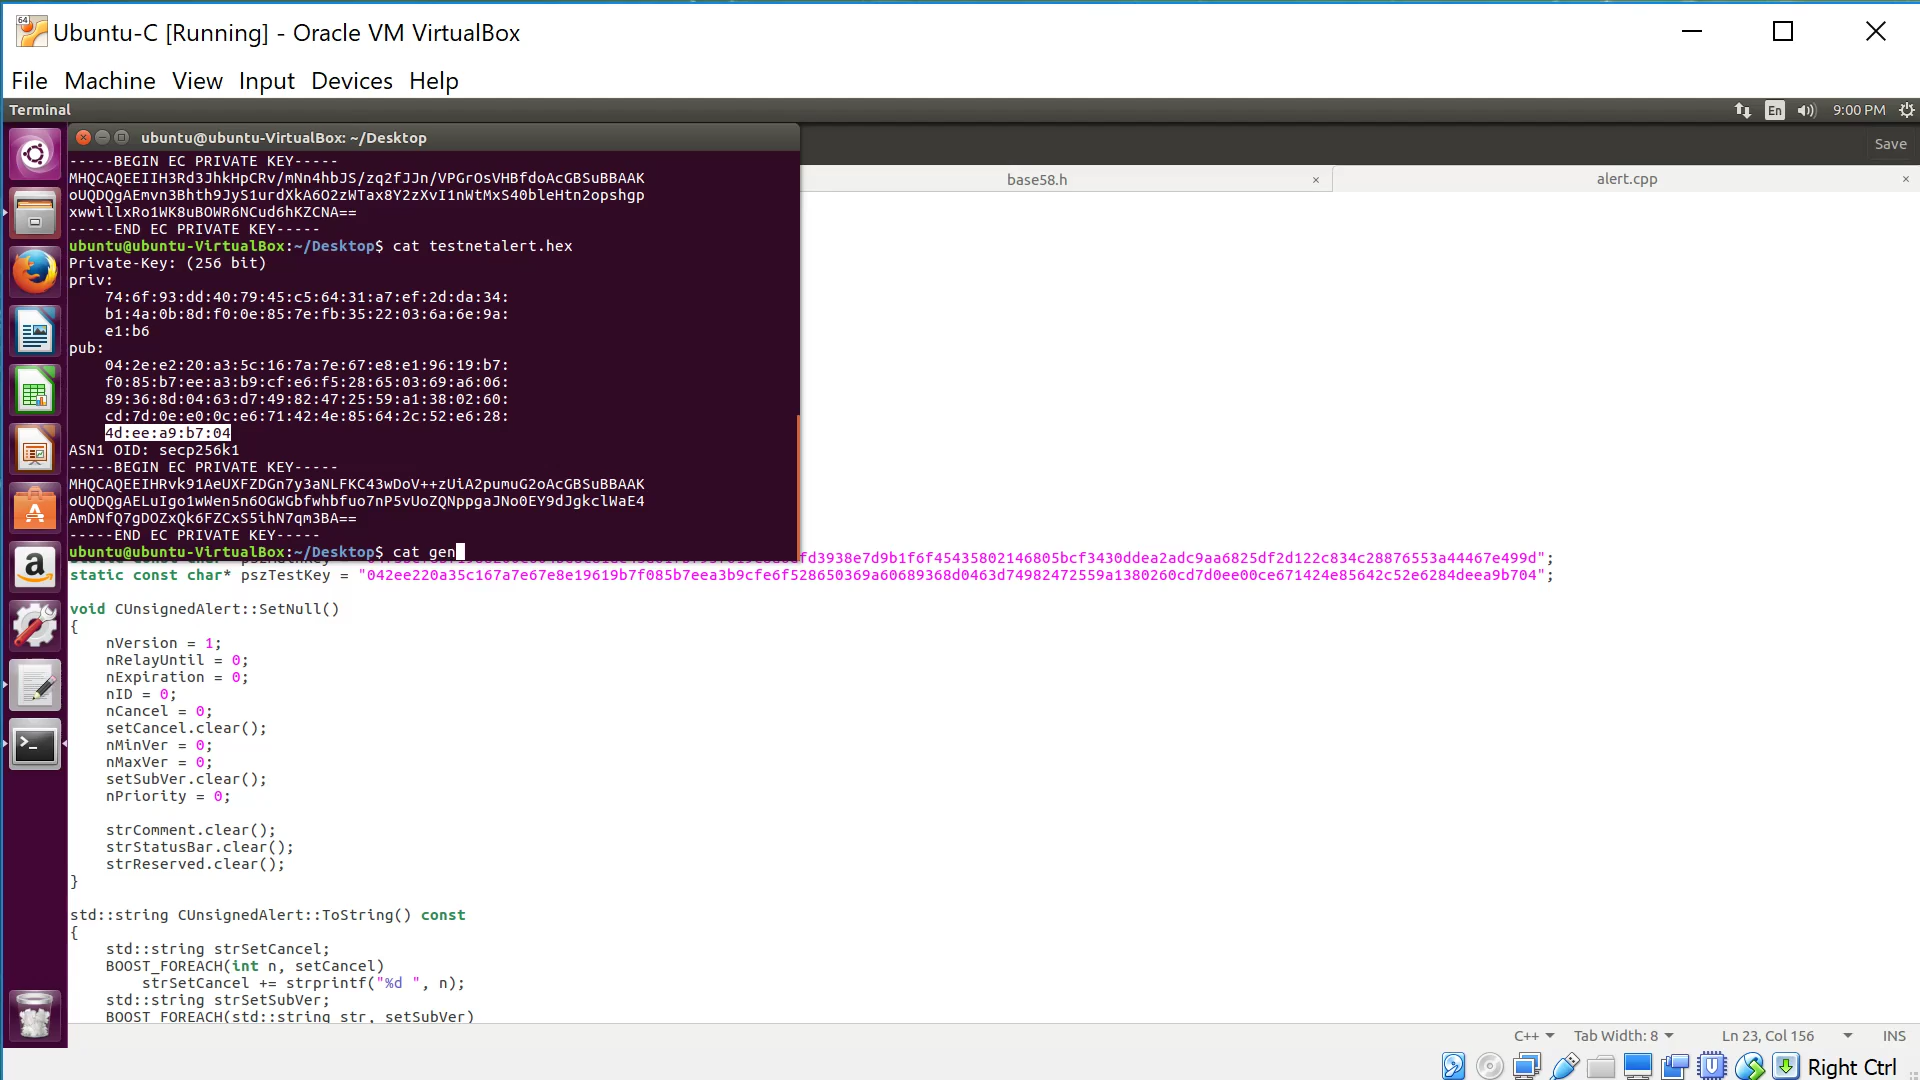 Ubuntu-C [Running] - Oracle VM VirtualBox
File Machine View Input Devices Help
Terminal
En
9:00 PM
ubuntu@ubuntu-VirtualBox: ~/Desktop
Save
base58.h ×
alert.cpp ×
-----BEGIN EC PRIVATE KEY-----
MHQCAQEEIIH3Rd3JhkHpCRv/mNn4hbJS/zq2fJJn/VPGrOsVHBfdoAcGBSuBBAAK
oUQDQgAEmvn3Bhth9JyS1urdXkA6O2zWTax8Y2zXvI1nWtMxS40bleHtn2opshgp
xwwillxRo1WK8uBOWR6NCud6hKZCNA==
-----END EC PRIVATE KEY-----
ubuntu@ubuntu-VirtualBox:~/Desktop$ cat testnetalert.hex
Private-Key: (256 bit)
priv:
74:6f:93:dd:40:79:45:c5:64:31:a7:ef:2d:da:34:
b1:4a:0b:8d:f0:0e:85:7e:fb:35:22:03:6a:6e:9a:
e1:b6
pub:
04:2e:e2:20:a3:5c:16:7a:7e:67:e8:e1:96:19:b7:
f0:85:b7:ee:a3:b9:cf:e6:f5:28:65:03:69:a6:06:
89:36:8d:04:63:d7:49:82:47:25:59:a1:38:02:60:
cd:7d:0e:e0:0c:e6:71:42:4e:85:64:2c:52:e6:28:
4d:ee:a9:b7:04
ASN1 OID: secp256k1
-----BEGIN EC PRIVATE KEY-----
MHQCAQEEIHRvk91AeUXFZDGn7y3aNLFKC43wDoV++zUiA2pumuG2oAcGBSuBBAAK
oUQDQgAELuIgo1wWen5n6OGWGbfwhbfuo7nP5vUoZQNppgaJNo0EY9dJgkclWaE4
AmDNfQ7gDOZxQk6FZCxS5ihN7qm3BA==
-----END EC PRIVATE KEY-----
ubuntu@ubuntu-VirtualBox:~/Desktop$ cat gen
fd3938e7d9b1f6f45435802146805bcf3430ddea2adc9aa6825df2d122c834c28876553a44467e499d";
static const char* pszTestKey = "042ee220a35c167a7e67e8e19619b7f085b7eea3b9cfe6f528650369a60689368d0463d74982472559a1380260cd7d0ee00ce671424e85642c52e6284deea9b704";
void CUnsignedAlert::SetNull()
{
nVersion = 1;
nRelayUntil = 0;
nExpiration = 0;
nID = 0;
nCancel = 0;
setCancel.clear();
nMinVer = 0;
nMaxVer = 0;
setSubVer.clear();
nPriority = 0;
strComment.clear();
strStatusBar.clear();
strReserved.clear();
}
std::string CUnsignedAlert::ToString() const
{
std::string strSetCancel;
BOOST_FOREACH(int n, setCancel)
strSetCancel += strprintf("%d ", n);
std::string strSetSubVer;
BOOST_FOREACH(std::string str, setSubVer)
C++ Tab Width: 8 Ln 23, Col 156 INS
Right Ctrl